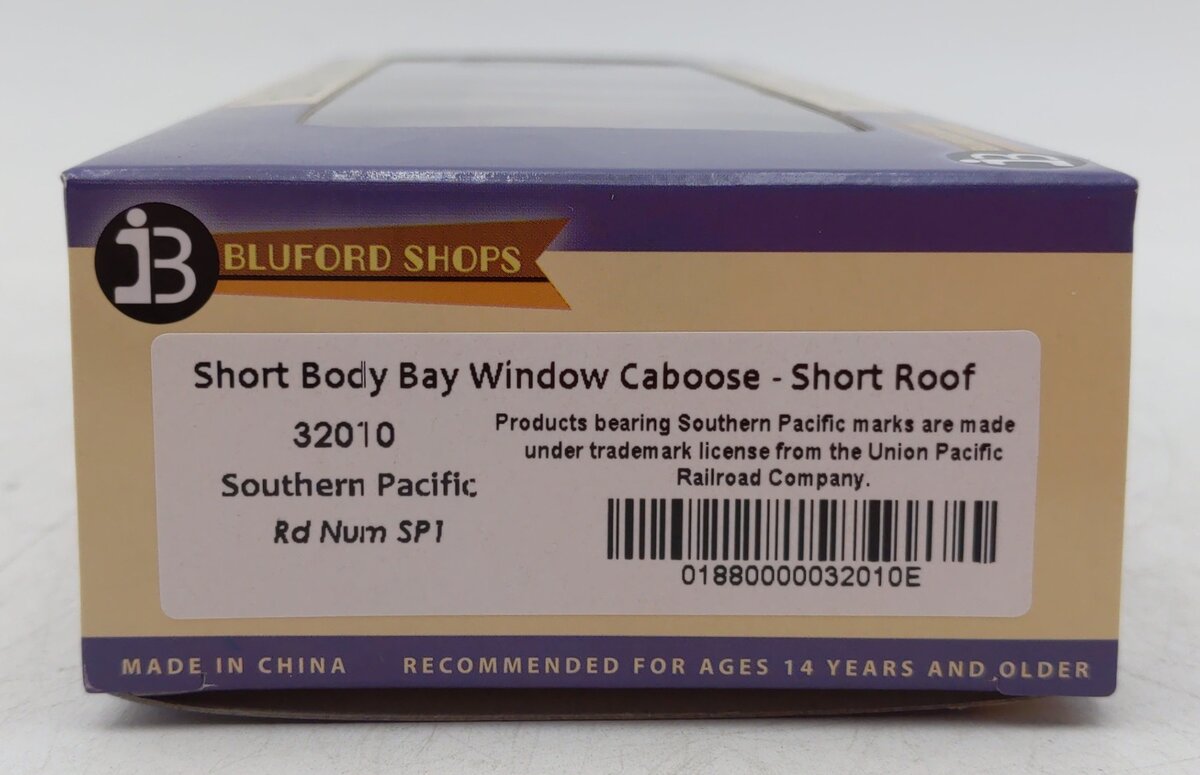 BLUFORD SHOPS
Short Body Bay Window Caboose - Short Roof
32010
Southern Pacific
Rd Num SP1
Products bearing Southern Pacific marks are made
under trademark license from the Union Pacific
Railroad Company.
01880000032010E
MADE IN CHINA RECOMMENDED FOR AGES 14 YEARS AND OLDER